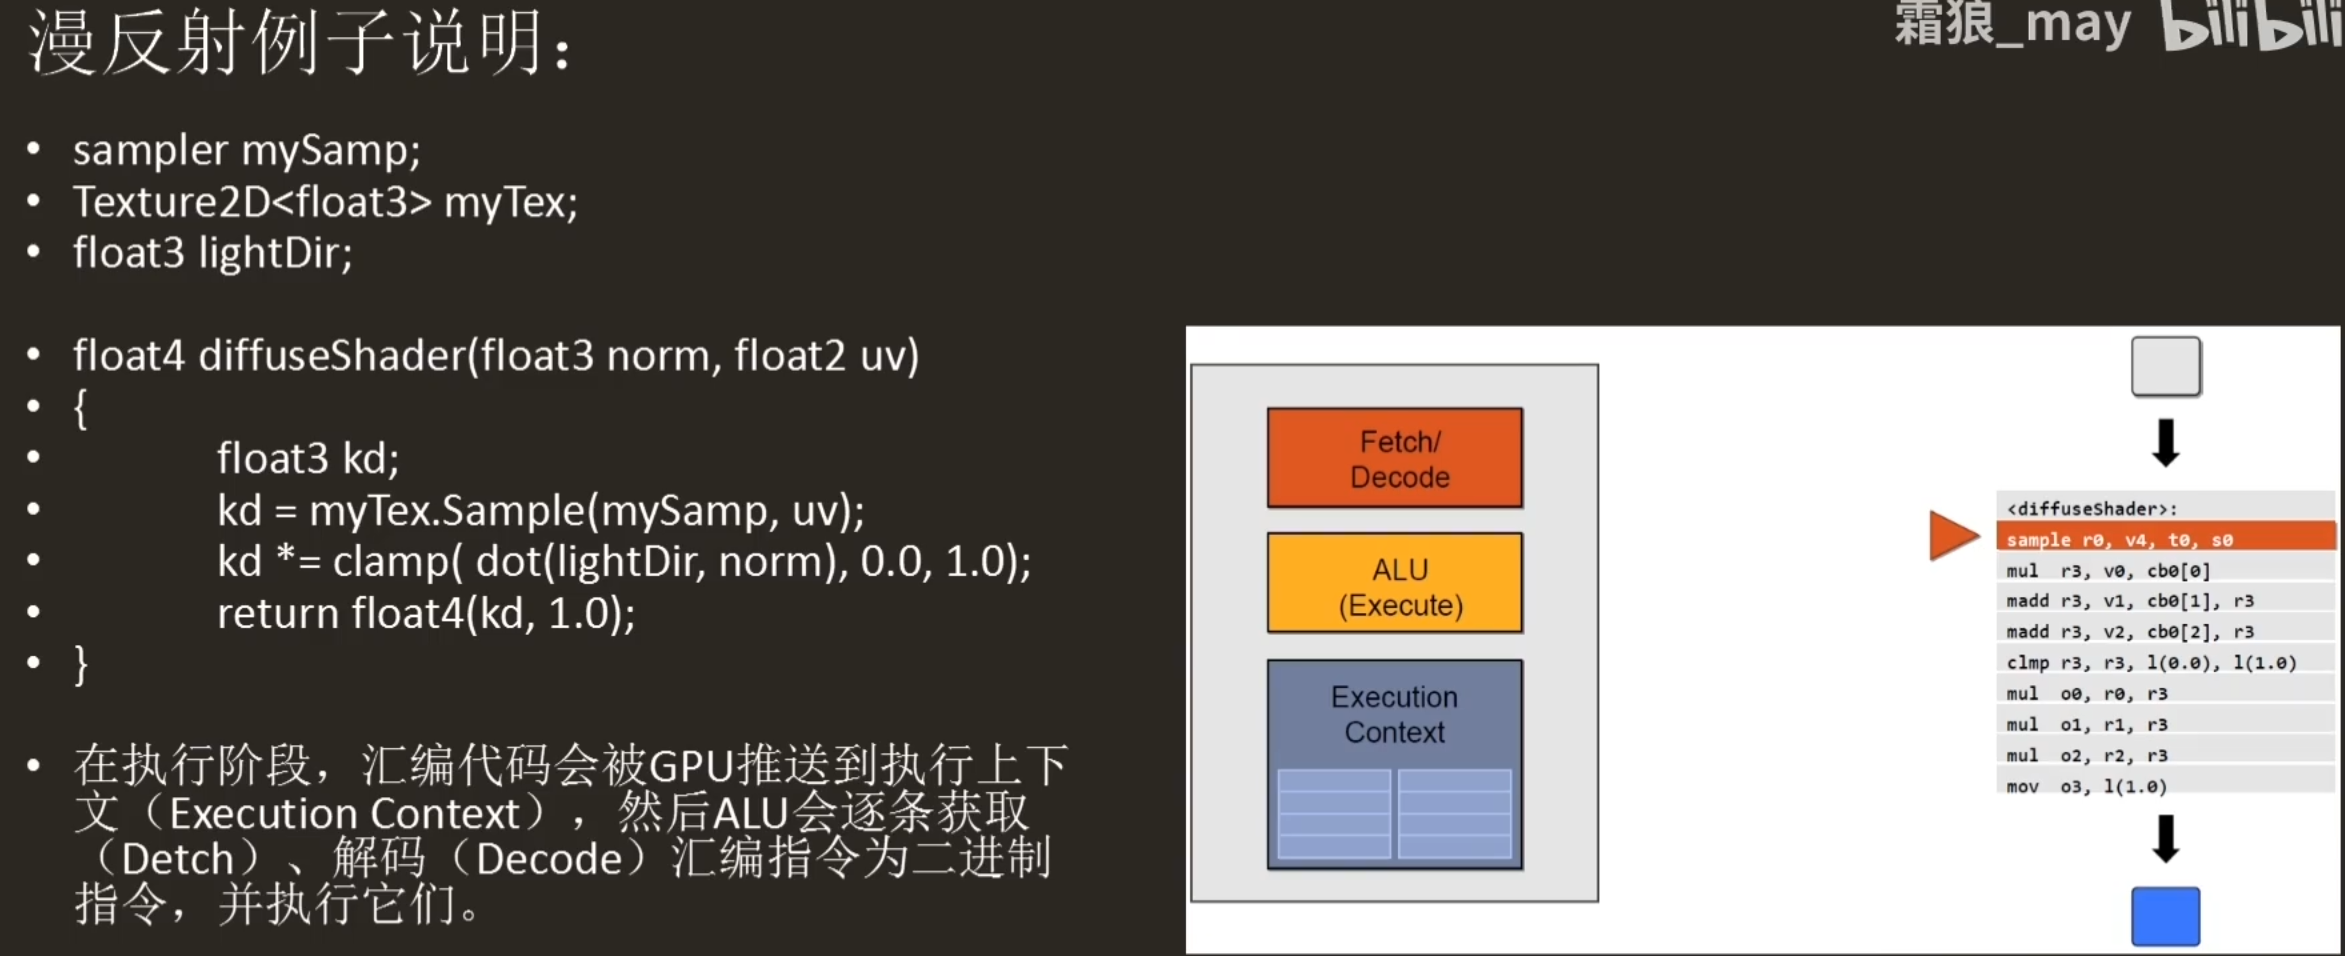 漫反射例子说明：
霜狼_may bilibili
• sampler mySamp;
• Texture2D<float3> myTex;
• float3 lightDir;
• float4 diffuseShader(float3 norm, float2 uv)
• {
• float3 kd;
• kd = myTex.Sample(mySamp, uv);
• kd *= clamp( dot(lightDir, norm), 0.0, 1.0);
• return float4(kd, 1.0);
• }
• 在执行阶段，汇编代码会被GPU推送到执行上下
文（Execution Context），然后ALU会逐条获取
（Detch）、解码（Decode）汇编指令为二进制
指令，并执行它们。
Fetch/
Decode
ALU
(Execute)
Execution
Context
<diffuseShader>:
sample r0, v4, t0, s0
mul r3, v0, cb0[0]
madd r3, v1, cb0[1], r3
madd r3, v2, cb0[2], r3
clmp r3, r3, l(0.0), l(1.0)
mul o0, r0, r3
mul o1, r1, r3
mul o2, r2, r3
mov o3, l(1.0)